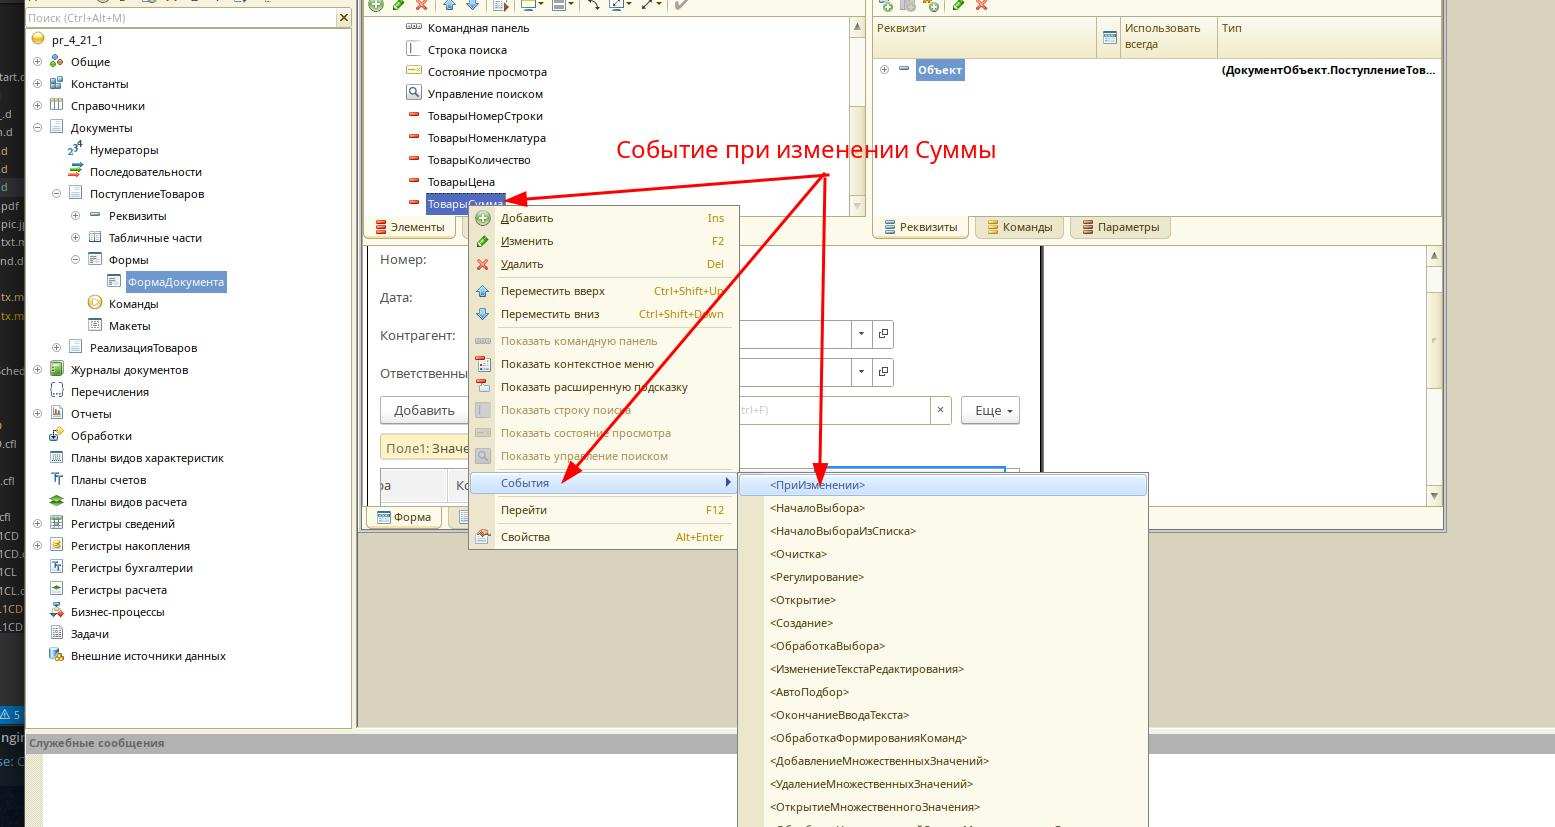 Поиск (Ctrl+Alt+M)
pr_4_21_1
Общие
Константы
Справочники
Документы
Нумераторы
Последовательности
ПоступлениеТоваров
Реквизиты
Табличные части
Формы
ФормаДокумента
Команды
Макеты
РеализацияТоваров
Журналы документов
Перечисления
Отчеты
Обработки
Планы видов характеристик
Планы счетов
Планы видов расчета
Регистры сведений
Регистры накопления
Регистры бухгалтерии
Регистры расчета
Бизнес-процессы
Задачи
Внешние источники данных
Командная панель
Строка поиска
Состояние просмотра
Управление поиском
ТоварыНомерСтроки
ТоварыНоменклатура
ТоварыКоличество
ТоварыЦена
ТоварыСумма
Событие при изменении Суммы
Элементы
Реквизит
Использовать всегда
Тип
Объект
(ДокументОбъект.ПоступлениеТов...
Реквизиты
Команды
Параметры
Номер:
Дата:
Контрагент:
Ответственны
Добавить
trl+F)
×
Еще
Поле1: Значе
Форма
Добавить Ins
Изменить F2
Удалить Del
Переместить вверх Ctrl+Shift+Up
Переместить вниз Ctrl+Shift+Down
Показать командную панель
Показать контекстное меню
Показать расширенную подсказку
Показать строку поиска
Показать состояние просмотра
Показать управление поиском
События
Перейти F12
Свойства Alt+Enter
<ПриИзменении>
<НачалоВыбора>
<НачалоВыбораИзСписка>
<Очистка>
<Регулирование>
<Открытие>
<Создание>
<ОбработкаВыбора>
<ИзменениеТекстаРедактирования>
<АвтоПодбор>
<ОкончаниеВводаТекста>
<ОбработкаФормированияКоманд>
<ДобавлениеМножественныхЗначений>
<УдалениеМножественныхЗначений>
<ОткрытиеМножественногоЗначения>
Служебные сообщения